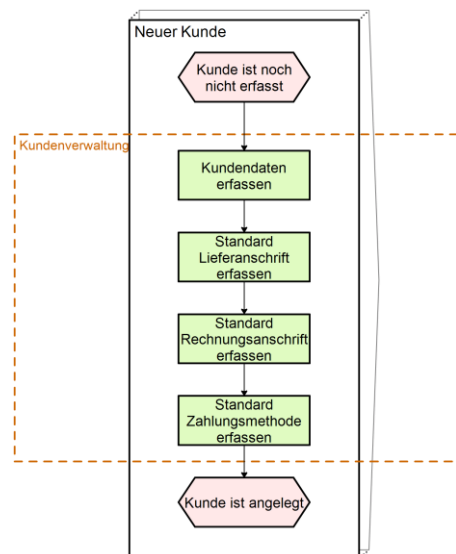 Neuer Kunde
Kunde ist noch
nicht erfasst
Kundenverwaltung
Kundendaten
erfassen
Standard
Lieferanschrift
erfassen
Standard
Rechnungsanschrift
erfassen
Standard
Zahlungsmethode
erfassen
Kunde ist angelegt